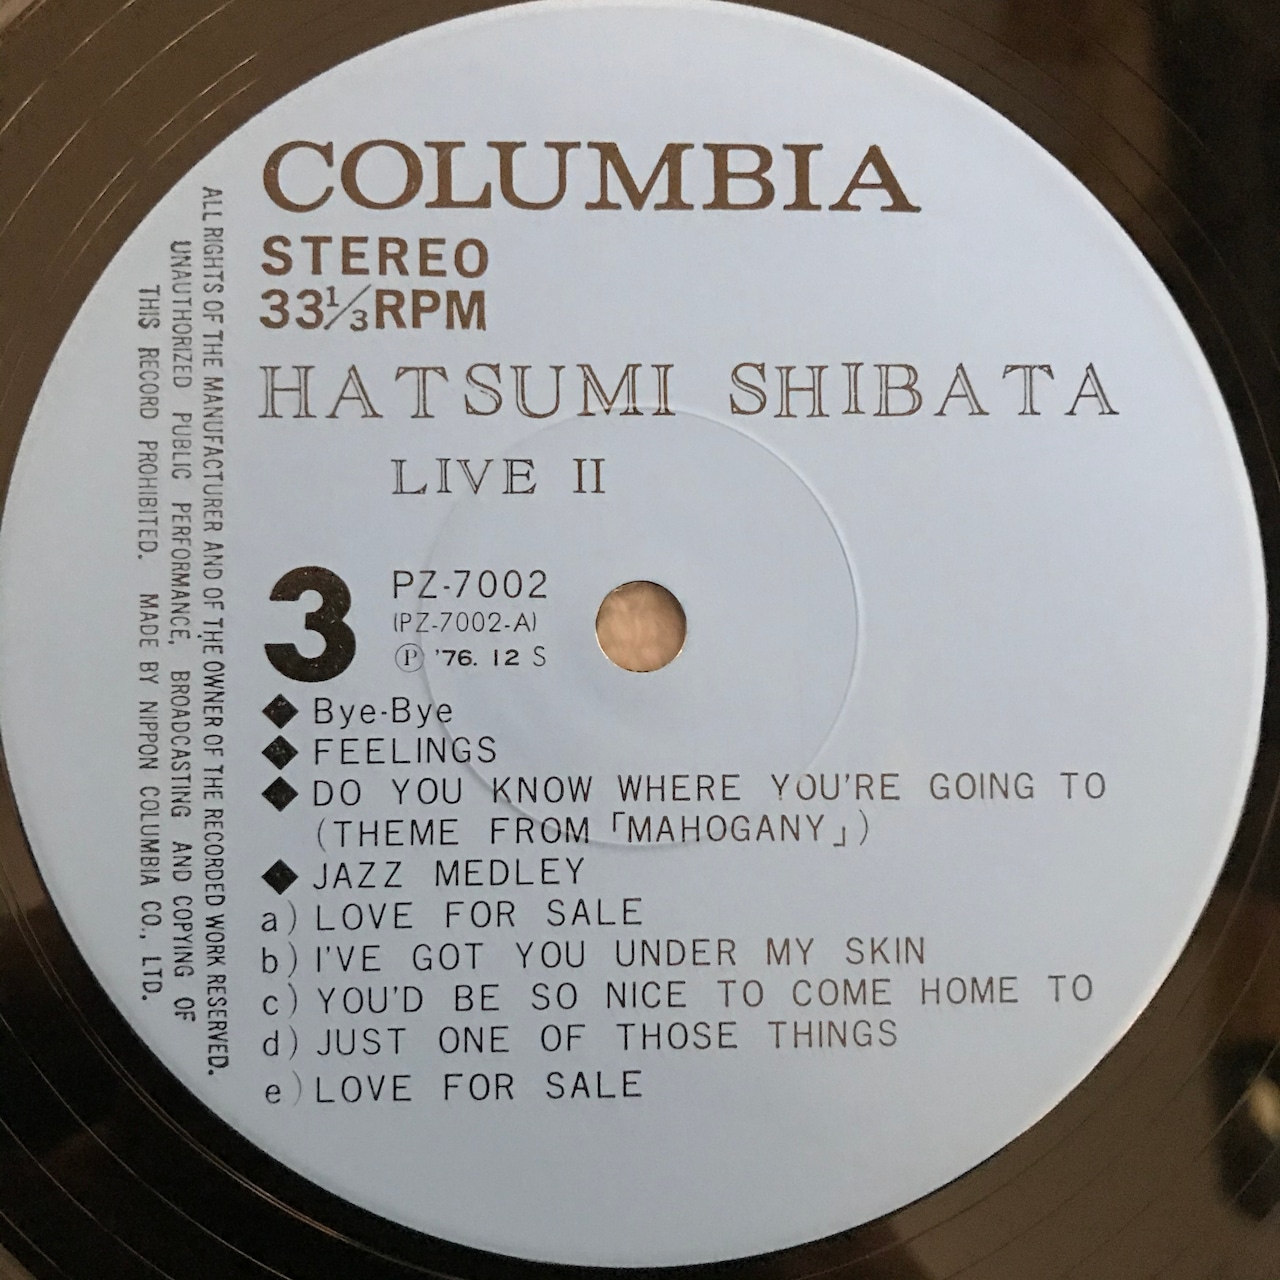 COLUMBIA
STEREO
33⅓RPM
HATSUMI SHIBATA
LIVE II
3
PZ-7002
(PZ-7002-A)
Ⓟ '76. 12 S
◆ Bye-Bye
◆ FEELINGS
◆ DO YOU KNOW WHERE YOU'RE GOING TO
(THEME FROM「MAHOGANY」)
◆ JAZZ MEDLEY
a) LOVE FOR SALE
b) I'VE GOT YOU UNDER MY SKIN
c) YOU'D BE SO NICE TO COME HOME TO
d) JUST ONE OF THOSE THINGS
e) LOVE FOR SALE
ALL RIGHTS OF THE MANUFACTURER AND OF THE OWNER OF THE RECORDED WORK RESERVED.
UNAUTHORIZED PUBLIC PERFORMANCE, BROADCASTING AND COPYING OF
THIS RECORD PROHIBITED. MADE BY NIPPON COLUMBIA CO., LTD.